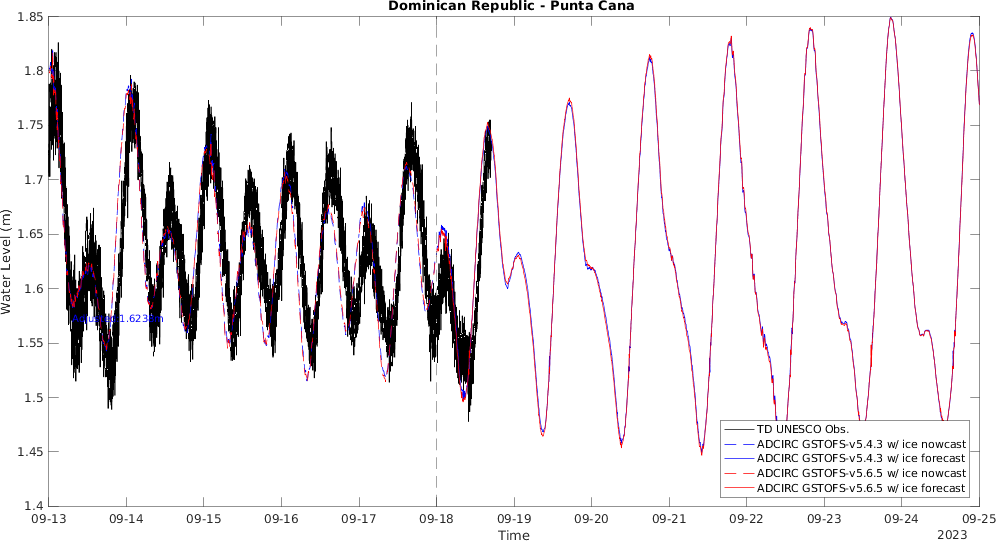 Dominican Republic - Punta Cana
Water Level (m)
1.85
1.8
1.75
1.7
1.65
1.6
1.55
1.5
1.45
1.4
TD UNESCO Obs.
ADCIRC GSTOFS-v5.4.3 w/ ice nowcast
ADCIRC GSTOFS-v5.4.3 w/ ice forecast
ADCIRC GSTOFS-v5.6.5 w/ ice nowcast
ADCIRC GSTOFS-v5.6.5 w/ ice forecast
09-13 09-14 09-15 09-16 09-17 09-18 09-19 09-20 09-21 09-22 09-23 09-24 09-25
Time
2023